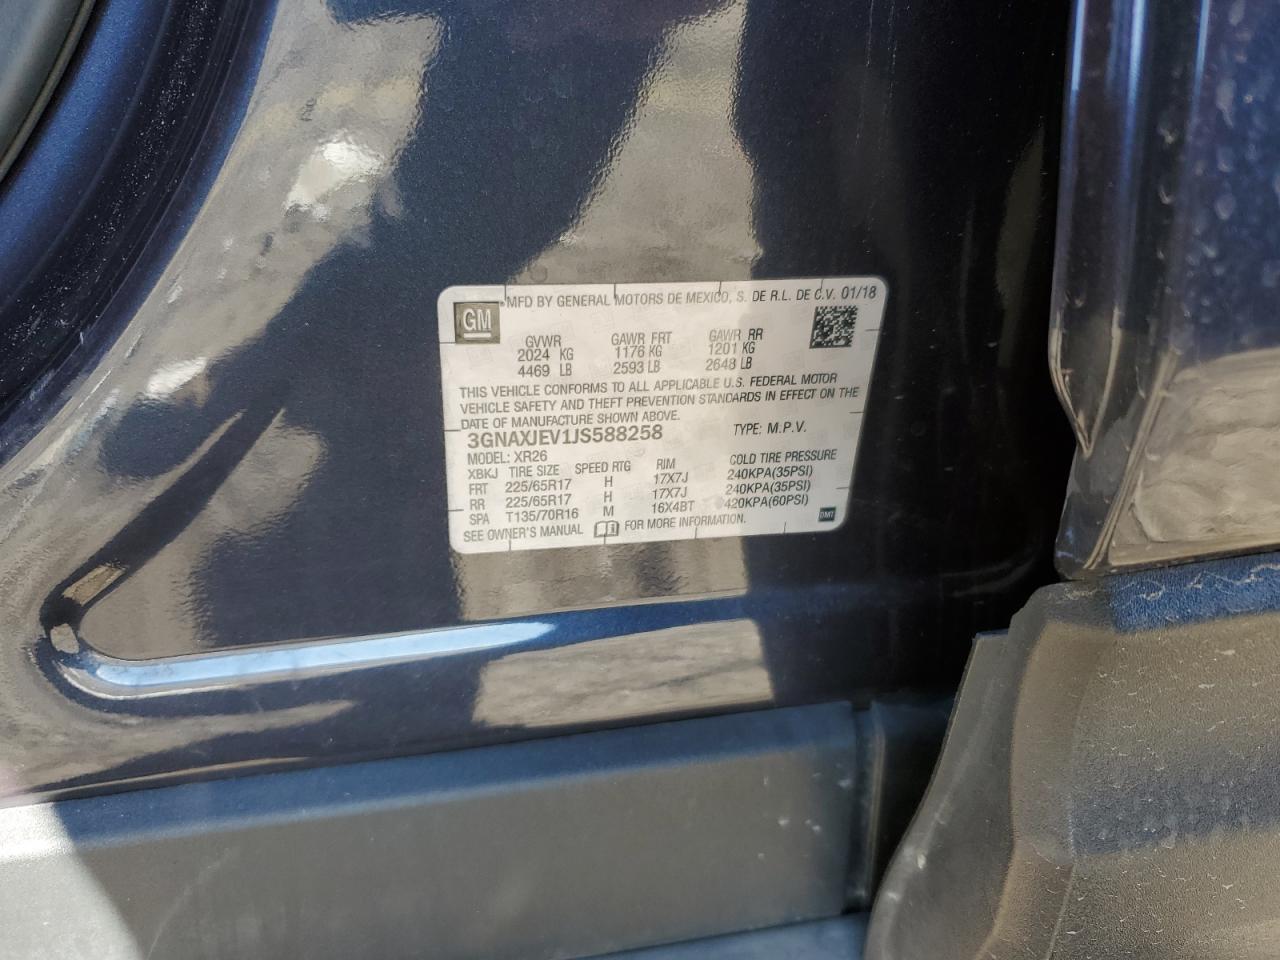 GM
MFD BY GENERAL MOTORS DE MEXICO, S. DE R.L. DE C.V. 01/18
GVWR GAWR FRT GAWR RR
2024 KG 1176 KG 1201 KG
4469 LB 2593 LB 2648 LB
THIS VEHICLE CONFORMS TO ALL APPLICABLE U.S. FEDERAL MOTOR
VEHICLE SAFETY AND THEFT PREVENTION STANDARDS IN EFFECT ON THE
DATE OF MANUFACTURE SHOWN ABOVE.
3GNAXJEV1JS588258 TYPE: M.P.V.
MODEL: XR26
XBKJ TIRE SIZE SPEED RTG RIM COLD TIRE PRESSURE
FRT 225/65R17 H 17X7J 240KPA(35PSI)
RR 225/65R17 H 17X7J 240KPA(35PSI)
SPA T135/70R16 M 16X4BT 420KPA(60PSI)
SEE OWNER'S MANUAL FOR MORE INFORMATION.
DMT